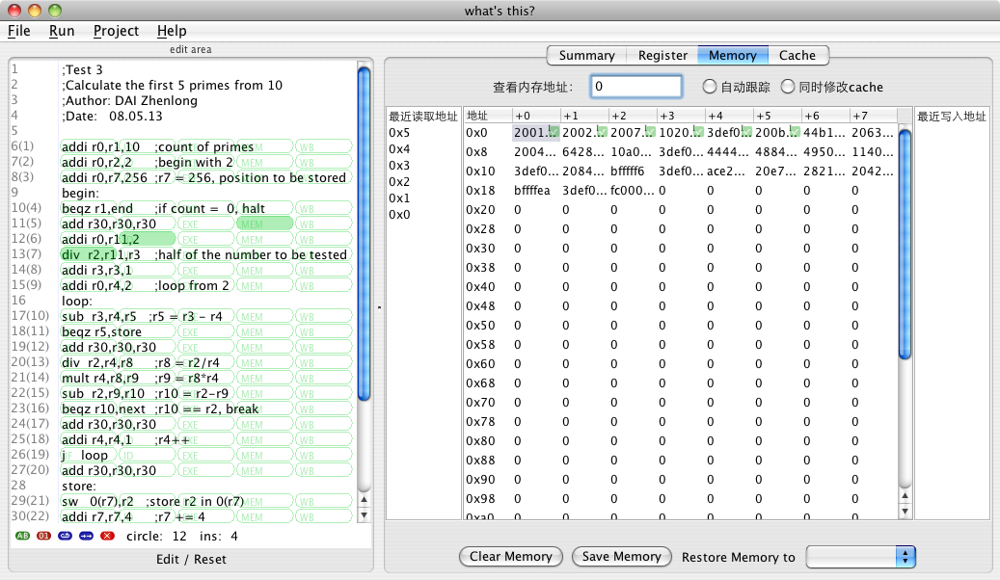 what's this?
File Run Project Help
edit area
1 ;Test 3
2 ;Calculate the first 5 primes from 10
3 ;Author: DAI Zhenlong
4 ;Date: 08.05.13
5
6(1) addi r0,r1,10 ;count of primes WB
7(2) addi r0,r2,2 ;begin with 2 MEM WB
8(3) addi r0,r7,256 ;r7 = 256, position to be stored
9 begin:
10(4) beqz r1,end ;if count = 0, halt WB
11(5) add r30,r30,r30 EXE MEM WB
12(6) addi r0,r11,2 EXE MEM WB
13(7) div r2,r11,r3 ;half of the number to be tested
14(8) addi r3,r3,1 EXE MEM WB
15(9) addi r0,r4,2 ;loop from 2 MEM WB
16 loop:
17(10) sub r3,r4,r5 ;r5 = r3 - r4 MEM WB
18(11) beqz r5,store EXE MEM WB
19(12) add r30,r30,r30 EXE MEM WB
20(13) div r2,r4,r8 ;r8 = r2/r4 MEM WB
21(14) mult r4,r8,r9 ;r9 = r8*r4 MEM WB
22(15) sub r2,r9,r10 ;r10 = r2-r9 MEM WB
23(16) beqz r10,next ;r10 == r2, break WB
24(17) add r30,r30,r30 EXE MEM WB
25(18) addi r4,r4,1 ;r4++ MEM WB
26(19) j IF loop ID EXE MEM WB
27(20) add r30,r30,r30 EXE MEM WB
28 store:
29(21) sw 0(r7),r2 ;store r2 in 0(r7) MEM WB
30(22) addi r7,r7,4 ;r7 += 4 MEM WB
AB 01 circle: 12 ins: 4
Edit / Reset
Summary Register Memory Cache
查看内存地址: 0 自动跟踪 同时修改cache
最近读取地址
0x5
0x4
0x3
0x2
0x1
0x0
地址 +0 +1 +2 +3 +4 +5 +6 +7
0x0 2001... 2002... 2007... 1020... 3def0... 200b... 44b1... 2063...
0x8 2004... 6428... 10a0... 3def0... 4444... 4884... 4950... 1140...
0x10 3def0... 2084... bfffff6 3def0... ace2... 20e7... 2821... 2042...
0x18 bffffea 3def0... fc000... 0 0 0 0 0
0x20 0 0 0 0 0 0 0 0
0x28 0 0 0 0 0 0 0 0
0x30 0 0 0 0 0 0 0 0
0x38 0 0 0 0 0 0 0 0
0x40 0 0 0 0 0 0 0 0
0x48 0 0 0 0 0 0 0 0
0x50 0 0 0 0 0 0 0 0
0x58 0 0 0 0 0 0 0 0
0x60 0 0 0 0 0 0 0 0
0x68 0 0 0 0 0 0 0 0
0x70 0 0 0 0 0 0 0 0
0x78 0 0 0 0 0 0 0 0
0x80 0 0 0 0 0 0 0 0
0x88 0 0 0 0 0 0 0 0
0x90 0 0 0 0 0 0 0 0
0x98 0 0 0 0 0 0 0 0
0xa0 0 0 0 0 0 0 0 0
最近写入地址
Clear Memory Save Memory Restore Memory to